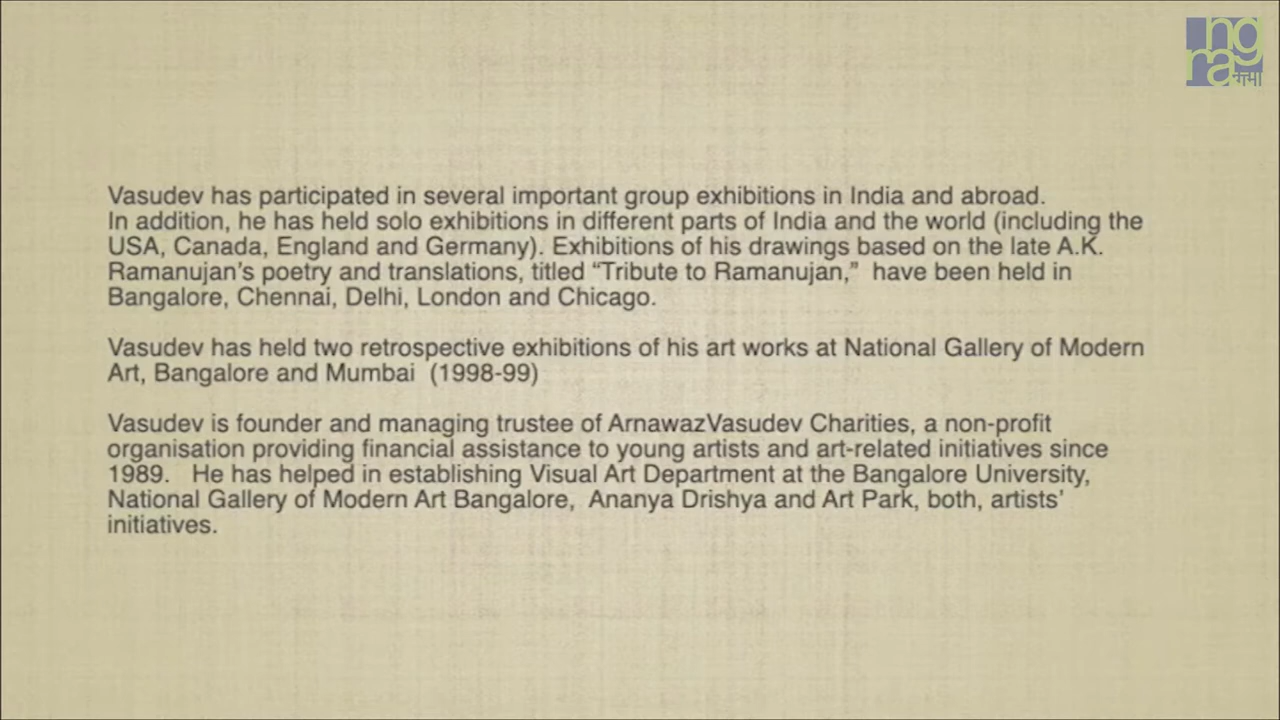 ng
ma
Vasudev has participated in several important group exhibitions in India and abroad.
In addition, he has held solo exhibitions in different parts of India and the world (including the
USA, Canada, England and Germany). Exhibitions of his drawings based on the late A.K.
Ramanujan’s poetry and translations, titled “Tribute to Ramanujan,”  have been held in
Bangalore, Chennai, Delhi, London and Chicago.
Vasudev has held two retrospective exhibitions of his art works at National Gallery of Modern
Art, Bangalore and Mumbai  (1998-99)
Vasudev is founder and managing trustee of ArnawazVasudev Charities, a non-profit
organisation providing financial assistance to young artists and art-related initiatives since
1989.   He has helped in establishing Visual Art Department at the Bangalore University,
National Gallery of Modern Art Bangalore,  Ananya Drishya and Art Park, both, artists’
initiatives.